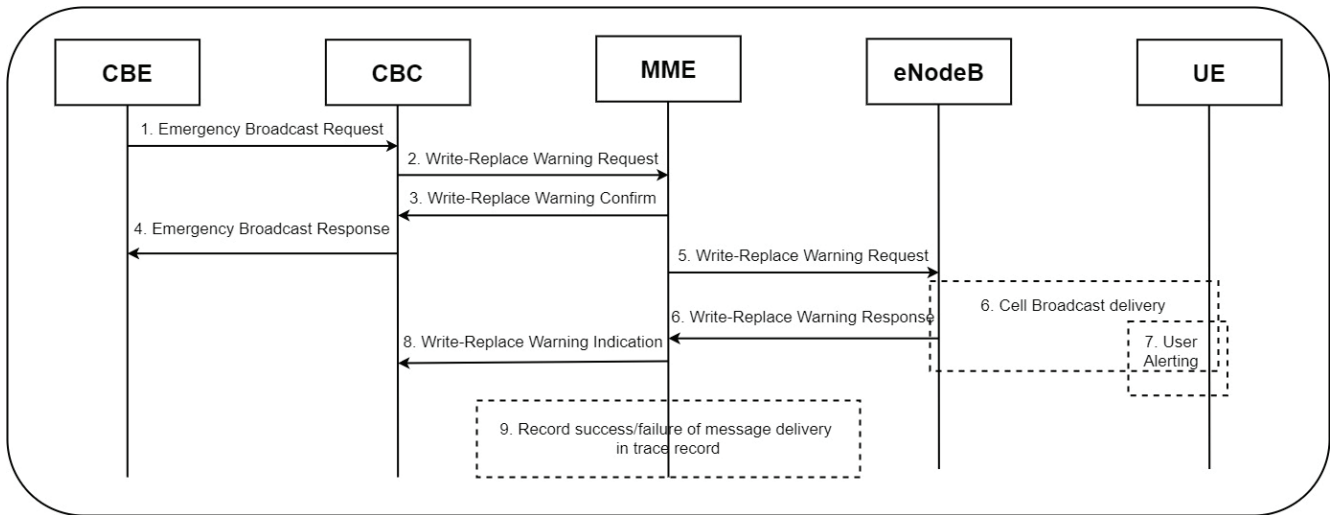 CBE
CBC
MME
eNodeB
UE
1. Emergency Broadcast Request
2. Write-Replace Warning Request
3. Write-Replace Warning Confirm
4. Emergency Broadcast Response
5. Write-Replace Warning Request
6. Cell Broadcast delivery
6. Write-Replace Warning Response
7. User
Alerting
8. Write-Replace Warning Indication
9. Record success/failure of message delivery
in trace record